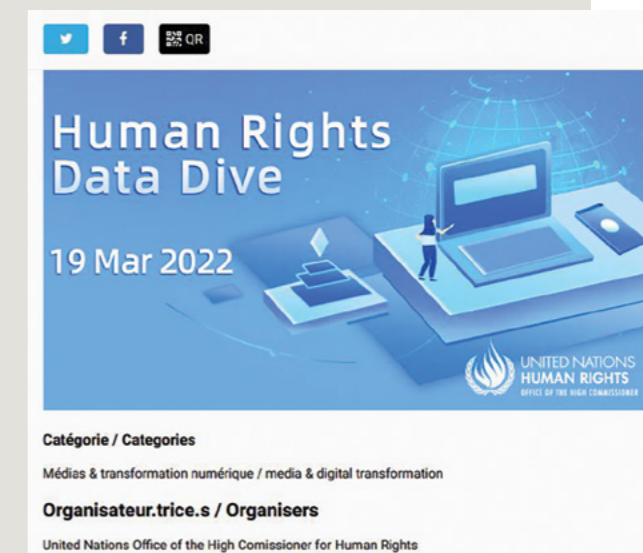 QR
Human Rights
Data Dive
19 Mar 2022
UNITED NATIONS
HUMAN RIGHTS
OFFICE OF THE HIGH COMMISSIONER
Catégorie / Categories
Médias & transformation numérique / media & digital transformation
Organisateur.trice.s / Organisers
United Nations Office of the High Comissioner for Human Rights